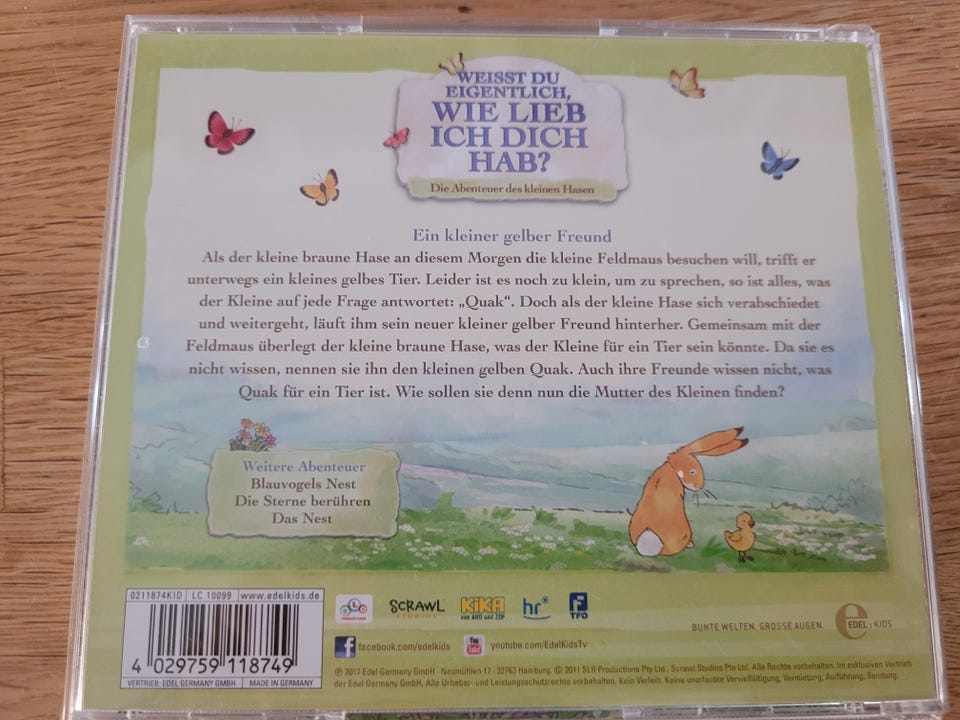 WEISST DU
EIGENTLICH,
WIE LIEB
ICH DICH
HAB?
Die Abenteuer des kleinen Hasen
Ein kleiner gelber Freund
Als der kleine braune Hase an diesem Morgen die kleine Feldmaus besuchen will, trifft er
unterwegs ein kleines gelbes Tier. Leider ist es noch zu klein, um zu sprechen, so ist alles, was
der Kleine auf jede Frage antwortet: „Quak“. Doch als der kleine Hase sich verabschiedet
und weitergeht, läuft ihm sein neuer kleiner gelber Freund hinterher. Gemeinsam mit der
Feldmaus überlegt der kleine braune Hase, was der Kleine für ein Tier sein könnte. Da sie es
nicht wissen, nennen sie ihn den kleinen gelben Quak. Auch ihre Freunde wissen nicht, was
Quak für ein Tier ist. Wie sollen sie denn nun die Mutter des Kleinen finden?
Weitere Abenteuer
Blauvogels Nest
Die Sterne berühren
Das Nest
0211874KID LC 10099 www.edelkids.de
4 029759 118749
VERTRIEB: EDEL GERMANY GMBH MADE IN GERMANY
SLR
SCRAWL
STUDIOS
KiKA
von ARD und ZDF
hr
TFO
BUNTE WELTEN. GROSSE AUGEN.
e
EDEL:KIDS
f facebook.com/edelkids
You Tube youtube.com/EdelKidsTv
℗ 2017 Edel Germany GmbH · Neumühlen 17 · 22763 Hamburg. © 2011 SLR Productions Pty Ltd., Scrawl Studios Pte Ltd. Alle Rechte vorbehalten. Im exklusiven Vertrieb
der Edel Germany GmbH. Alle Urheber- und Leistungsschutzrechte vorbehalten. Kein Verleih. Keine unerlaubte Vervielfältigung, Vermietung, Aufführung, Sendung.